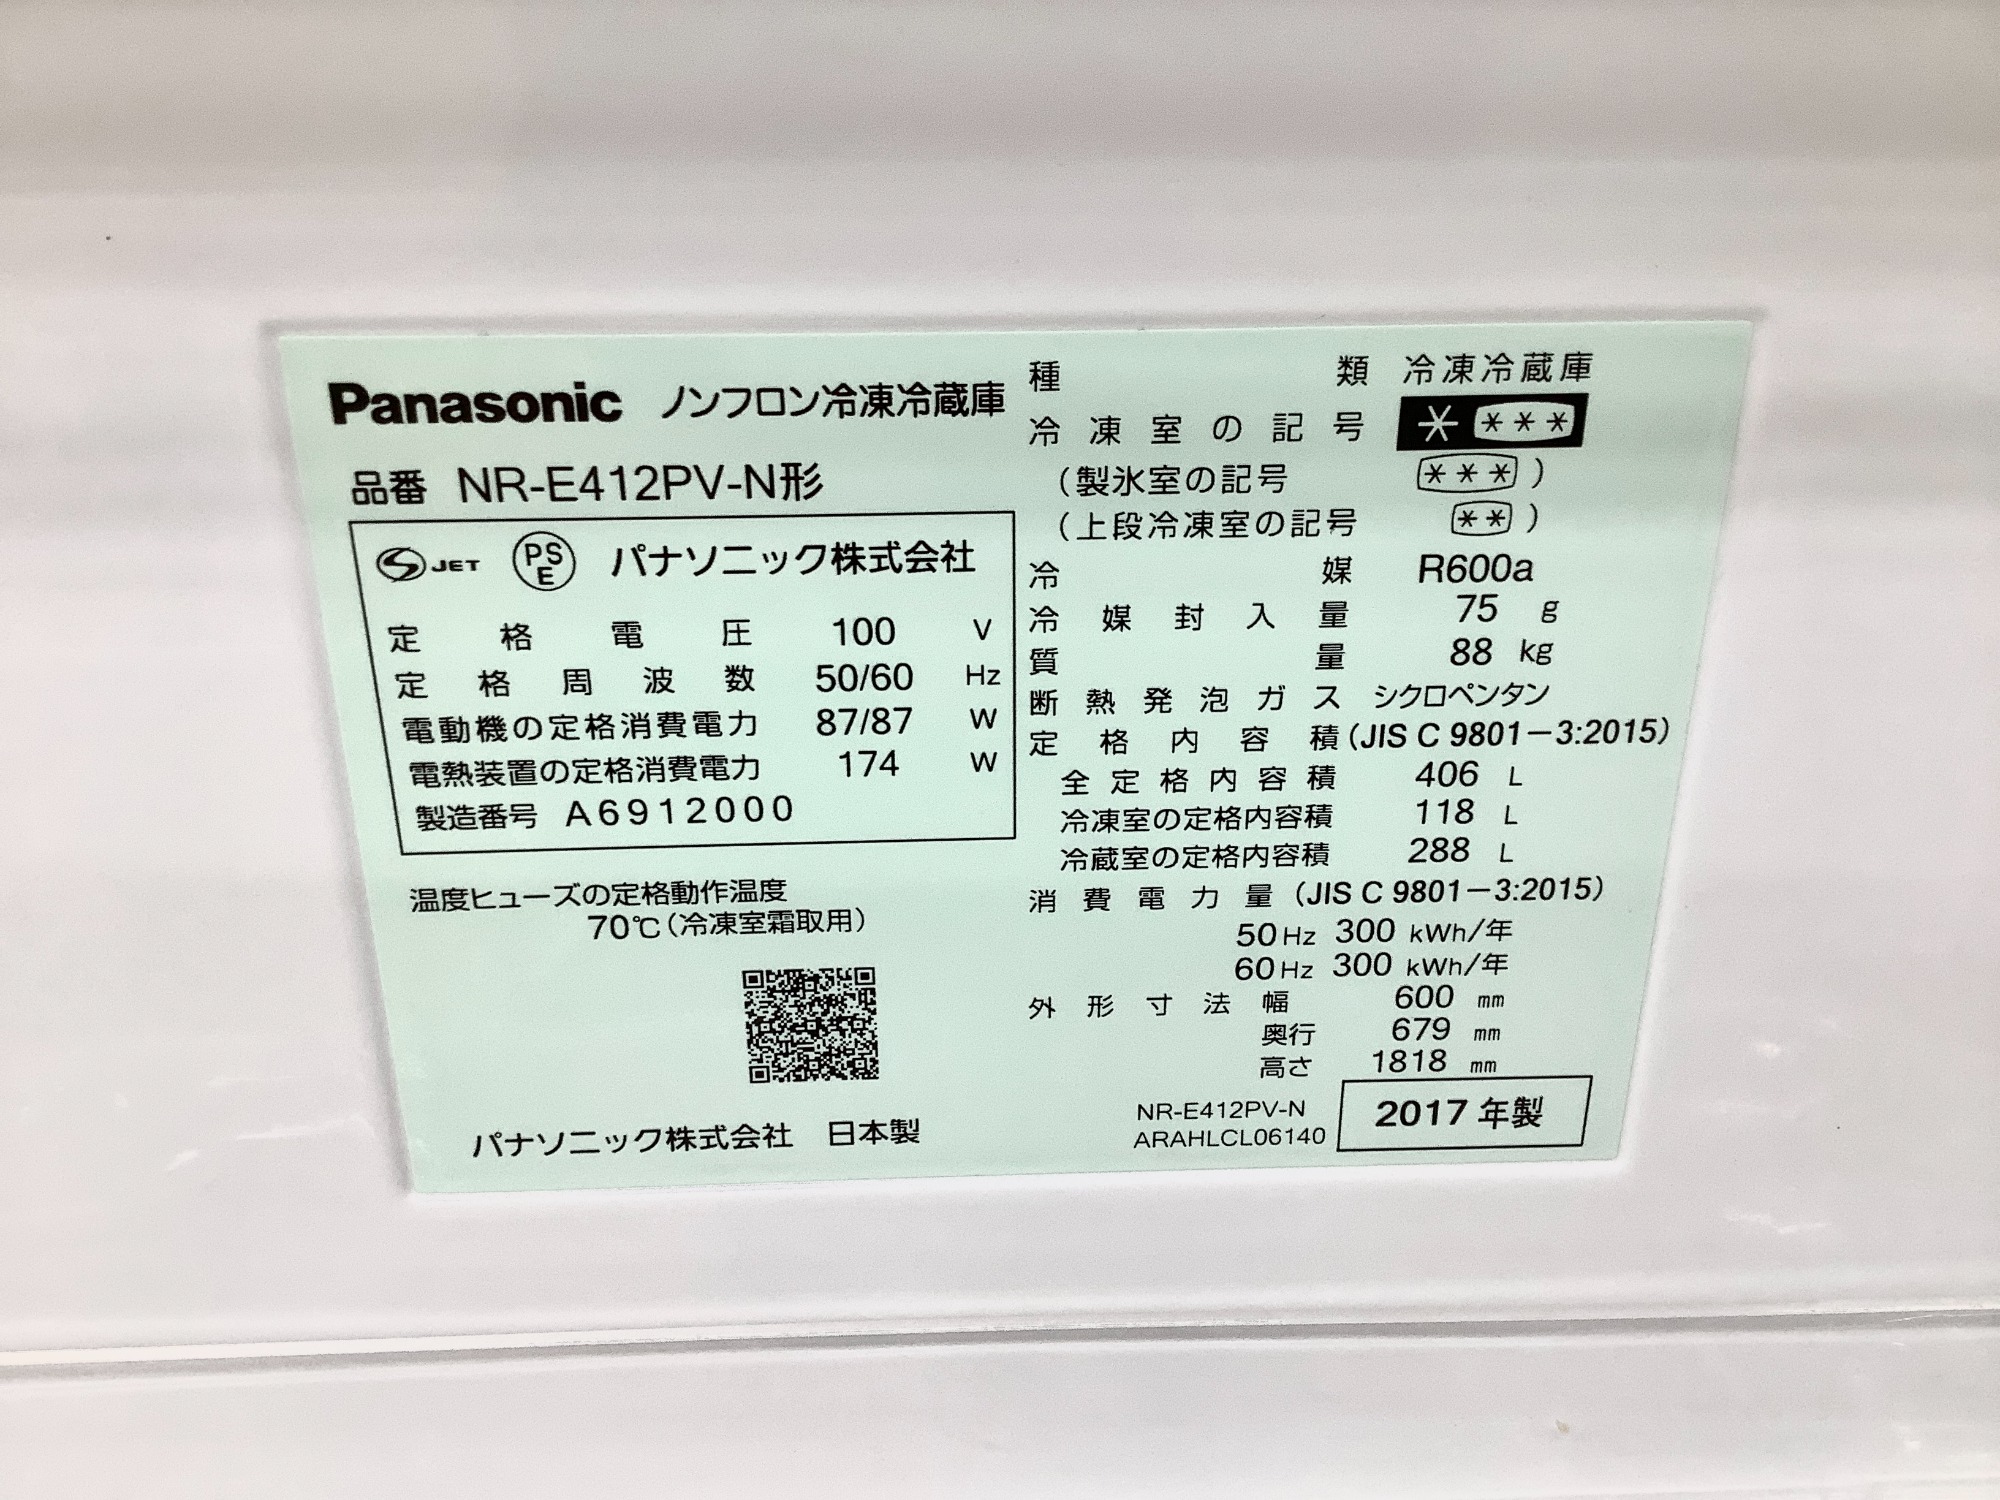 Panasonic ノンフロン冷凍冷蔵庫
品番 NR-E412PV-N形
S JET PSE パナソニック株式会社
定格電圧 100 V
定格周波数 50/60 Hz
電動機の定格消費電力 87/87 W
電熱装置の定格消費電力 174 W
製造番号 A6912000
温度ヒューズの定格動作温度
70℃(冷凍室霜取用)
パナソニック株式会社 日本製
種類 冷凍冷蔵庫
冷凍室の記号 * ***
(製氷室の記号 ***)
(上段冷凍室の記号 **)
冷媒 R600a
冷媒封入量 75 g
質量 88 kg
断熱発泡ガス シクロペンタン
定格内容積(JIS C 9801-3:2015)
全定格内容積 406 L
冷凍室の定格内容積 118 L
冷蔵室の定格内容積 288 L
消費電力量(JIS C 9801-3:2015)
50Hz 300 kWh/年
60Hz 300 kWh/年
外形寸法 幅 600 mm
奥行 679 mm
高さ 1818 mm
NR-E412PV-N
ARAHLCL06140
2017年製